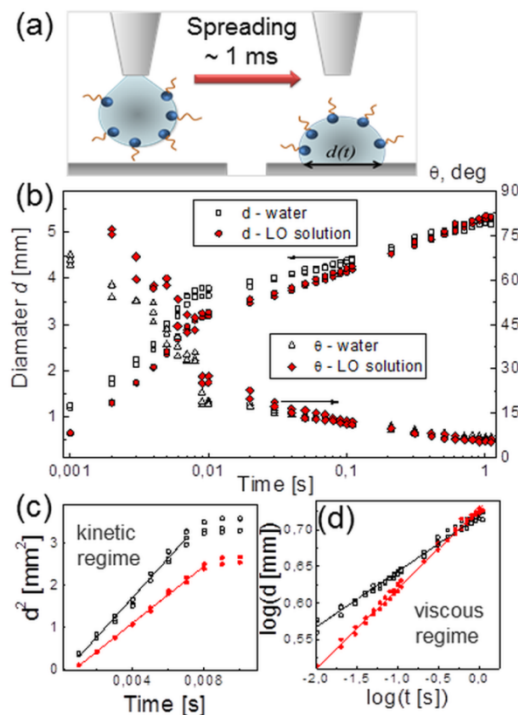 (a)
Spreading
~ 1 ms
d(t)
θ, deg
(b)
d - water
d - LO solution
θ - water
θ - LO solution
Diamater d [mm]
5
4
3
2
1
90
75
60
45
30
15
0
0,001
0,01
0,1
1
Time [s]
(c)
kinetic
regime
d² [mm²]
3
2
1
0
0,004
0,008
Time [s]
(d)
viscous
regime
log(d [mm])
0,70
0,65
0,60
0,55
-2,0
-1,5
-1,0
-0,5
0,0
log(t [s])